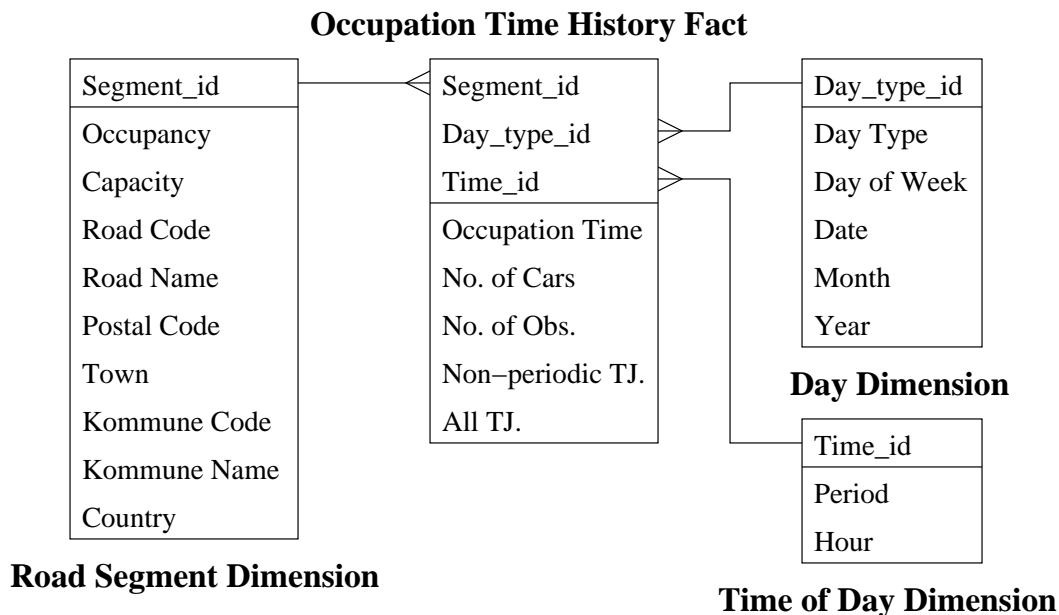 Occupation Time History Fact
Segment_id
Occupancy
Capacity
Road Code
Road Name
Postal Code
Town
Kommune Code
Kommune Name
Country
Road Segment Dimension
Segment_id
Day_type_id
Time_id
Occupation Time
No. of Cars
No. of Obs.
Non−periodic TJ.
All TJ.
Day_type_id
Day Type
Day of Week
Date
Month
Year
Day Dimension
Time_id
Period
Hour
Time of Day Dimension